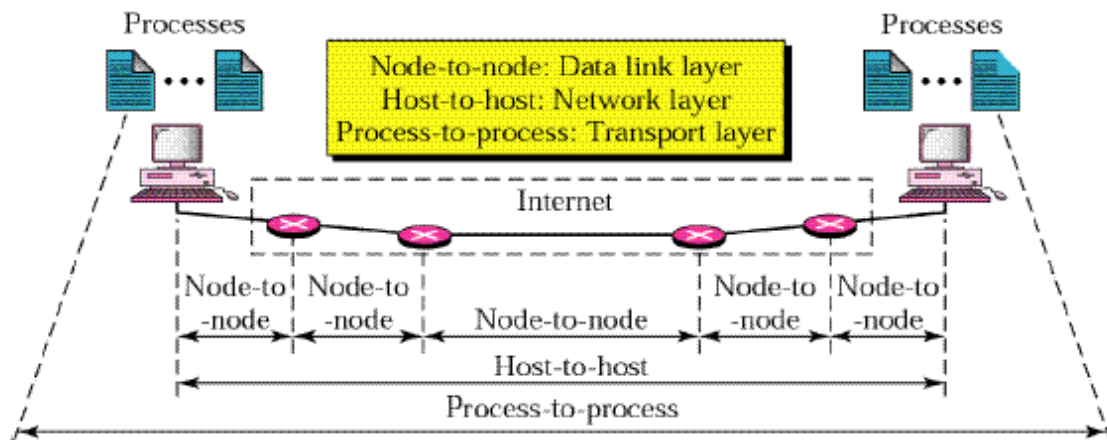 Processes
Processes
Node-to-node: Data link layer
Host-to-host: Network layer
Process-to-process: Transport layer
Internet
Node-to
-node
Node-to
-node
Node-to-node
Node-to
-node
Node-to
-node
Host-to-host
Process-to-process